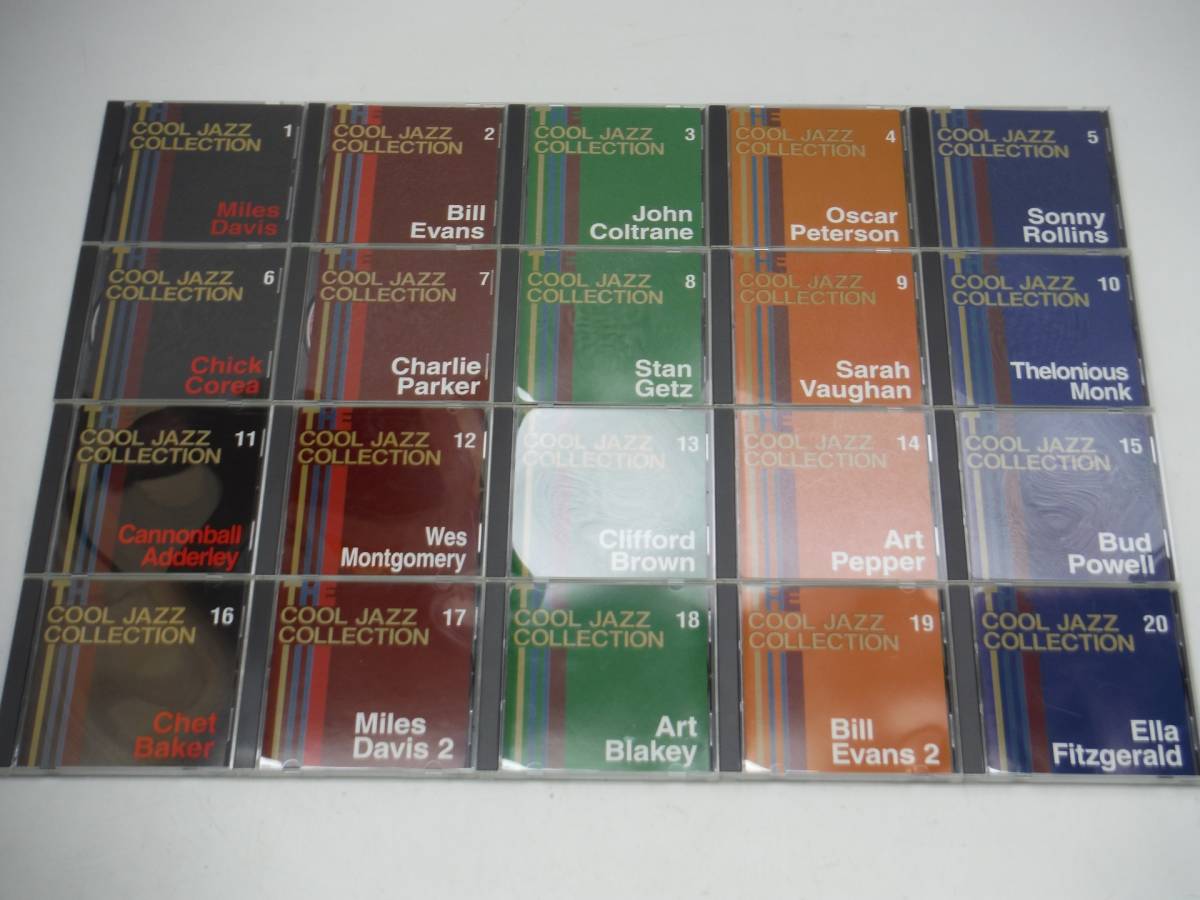 THE
COOL JAZZ 1
COLLECTION
Miles
Davis
THE
COOL JAZZ 2
COLLECTION
Bill
Evans
THE
COOL JAZZ 3
COLLECTION
John
Coltrane
THE
COOL JAZZ 4
COLLECTION
Oscar
Peterson
THE
COOL JAZZ 5
COLLECTION
Sonny
Rollins
THE
COOL JAZZ 6
COLLECTION
Chick
Corea
THE
COOL JAZZ 7
COLLECTION
Charlie
Parker
THE
COOL JAZZ 8
COLLECTION
Stan
Getz
THE
COOL JAZZ 9
COLLECTION
Sarah
Vaughan
THE
COOL JAZZ 10
COLLECTION
Thelonious
Monk
THE
COOL JAZZ 11
COLLECTION
Cannonball
Adderley
THE
COOL JAZZ 12
COLLECTION
Wes
Montgomery
COOL JAZZ 13
COLLECTION
Clifford
Brown
THE
COOL JAZZ 14
COLLECTION
Art
Pepper
THE
COOL JAZZ 15
COLLECTION
Bud
Powell
THE
COOL JAZZ 16
COLLECTION
Chet
Baker
THE
COOL JAZZ 17
COLLECTION
Miles
Davis 2
THE
COOL JAZZ 18
COLLECTION
Art
Blakey
THE
COOL JAZZ 19
COLLECTION
Bill
Evans 2
THE
COOL JAZZ 20
COLLECTION
Ella
Fitzgerald